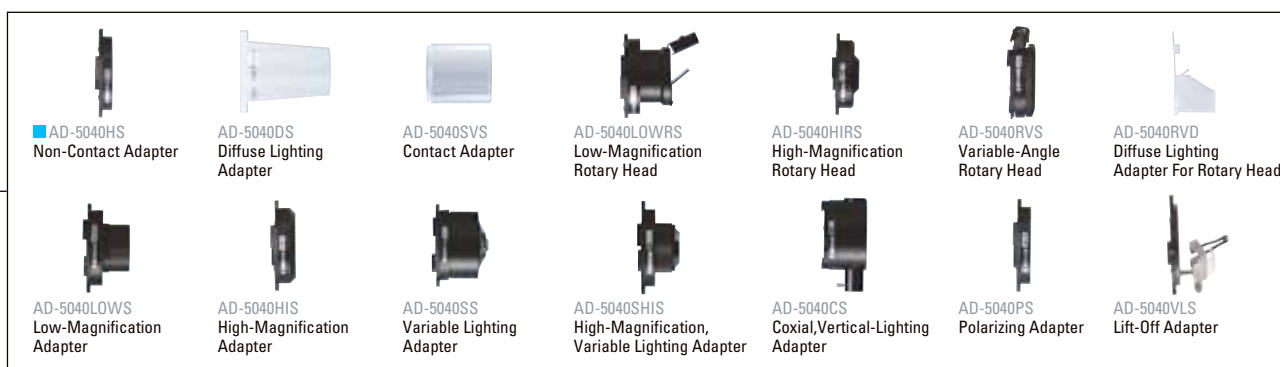 AD-5040HS
Non-Contact Adapter
AD-5040DS
Diffuse Lighting
Adapter
AD-5040SVS
Contact Adapter
AD-5040LOWRS
Low-Magnification
Rotary Head
AD-5040HIRS
High-Magnification
Rotary Head
AD-5040RVS
Variable-Angle
Rotary Head
AD-5040RVD
Diffuse Lighting
Adapter For Rotary Head
AD-5040LOWS
Low-Magnification
Adapter
AD-5040HIS
High-Magnification
Adapter
AD-5040SS
Variable Lighting
Adapter
AD-5040SHIS
High-Magnification,
Variable Lighting Adapter
AD-5040CS
Coxial,Vertical-Lighting
Adapter
AD-5040PS
Polarizing Adapter
AD-5040VLS
Lift-Off Adapter